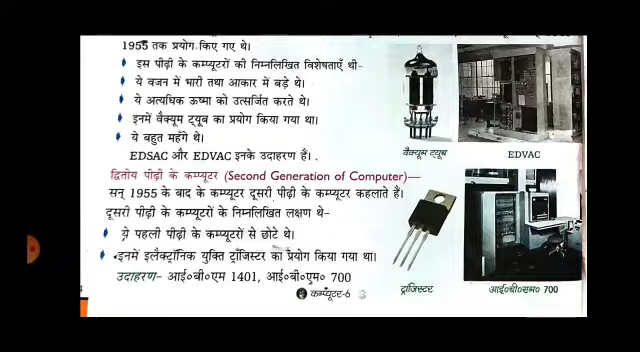 1955 तक प्रयोग किए गए थे।
इस पीढ़ी के कम्प्यूटरों की निम्नलिखित विशेषताएँ थी–
ये वजन में भारी तथा आकार में बड़े थे।
ये अत्यधिक ऊष्मा को उत्सर्जित करते थे।
इनमें वैक्यूम ट्यूब का प्रयोग किया गया था।
ये बहुत महँगे थे।
EDSAC और EDVAC इनके उदाहरण हैं।
वैक्यूम ट्यूब
EDVAC
द्वितीय पीढ़ी के कम्प्यूटर (Second Generation of Computer)—
सन् 1955 के बाद के कम्प्यूटर दूसरी पीढ़ी के कम्प्यूटर कहलाते हैं।
दूसरी पीढ़ी के कम्प्यूटरों के निम्नलिखित लक्षण थे–
ये पहली पीढ़ी के कम्प्यूटरों से छोटे थे।
इनमें इलैक्ट्रॉनिक युक्ति ट्राँजिस्टर का प्रयोग किया गया था।
उदाहरण– आई०बी०एम 1401, आई०बी०एम० 700
कम्प्यूटर-6
ट्रांजिस्टर
आई०बी०एम० 700